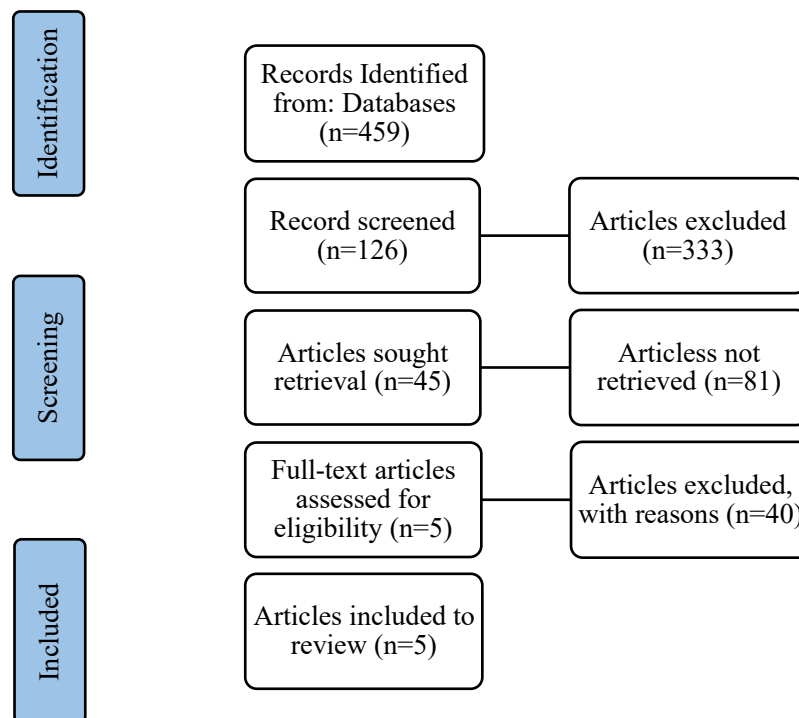 Identification
Records Identified
from: Databases
(n=459)
Record screened
(n=126)
Articles excluded
(n=333)
Screening
Articles sought
retrieval (n=45)
Articless not
retrieved (n=81)
Full-text articles
assessed for
eligibility (n=5)
Articles excluded,
with reasons (n=40)
Included
Articles included to
review (n=5)